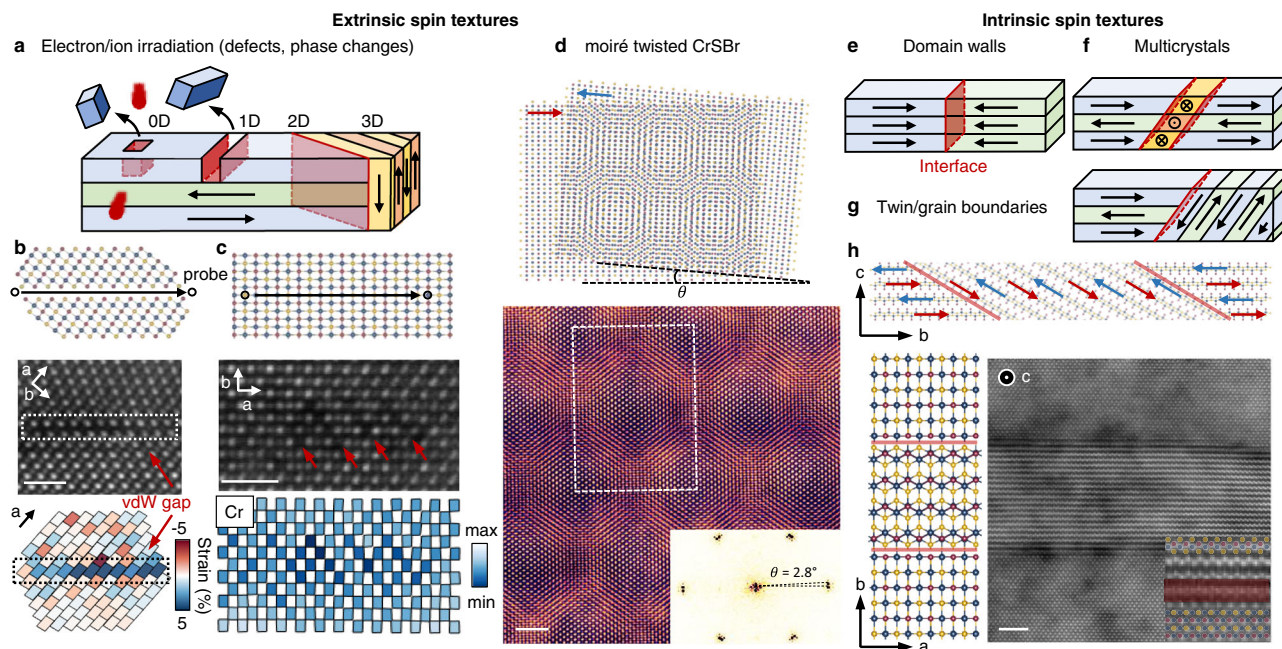 Extrinsic spin textures
Intrinsic spin textures
a Electron/ion irradiation (defects, phase changes)
0D
1D
2D
3D
b
probe
c
a
b
vdW gap
b
a
a
-5
Strain (%)
5
Cr
max
min
d moiré twisted CrSBr
θ
θ = 2.8°
e Domain walls
Interface
f Multicrystals
g Twin/grain boundaries
h
c
b
c
b
a